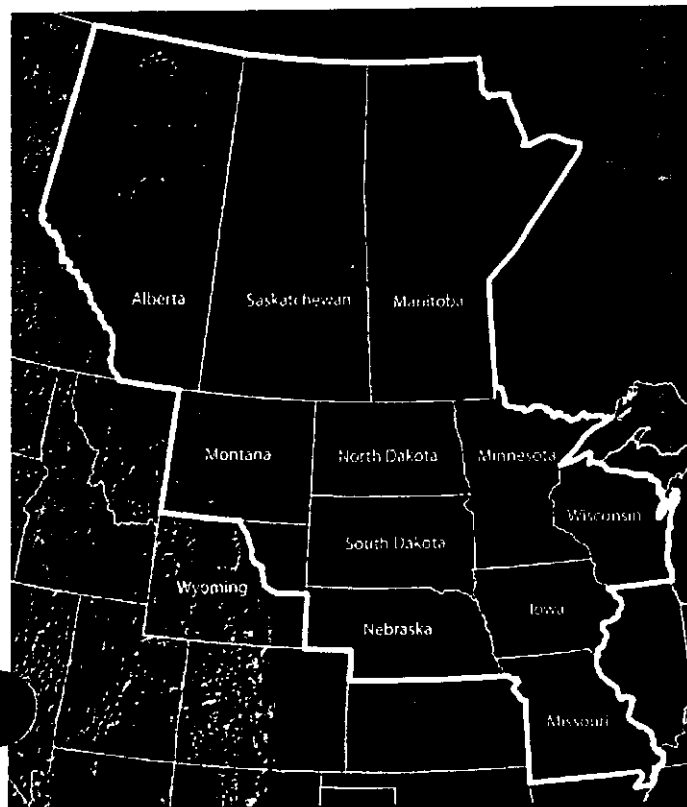 Alberta
Saskatchewan
Manitoba
Montana
North Dakota
Minnesota
Wisconsin
South Dakota
Wyoming
Iowa
Nebraska
Missouri